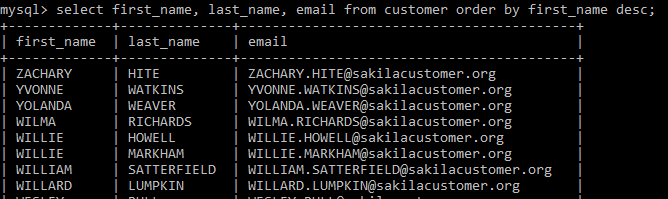 mysql> select first_name, last_name, email from customer order by first_name desc;
+-------------+--------------+------------------------------------------+
| first_name | last_name | email |
+-------------+--------------+------------------------------------------+
| ZACHARY | HITE | ZACHARY.HITE@sakilacustomer.org |
| YVONNE | WATKINS | YVONNE.WATKINS@sakilacustomer.org |
| YOLANDA | WEAVER | YOLANDA.WEAVER@sakilacustomer.org |
| WILMA | RICHARDS | WILMA.RICHARDS@sakilacustomer.org |
| WILLIE | HOWELL | WILLIE.HOWELL@sakilacustomer.org |
| WILLIE | MARKHAM | WILLIE.MARKHAM@sakilacustomer.org |
| WILLIAM | SATTERFIELD | WILLIAM.SATTERFIELD@sakilacustomer.org |
| WILLARD | LUMPKIN | WILLARD.LUMPKIN@sakilacustomer.org |